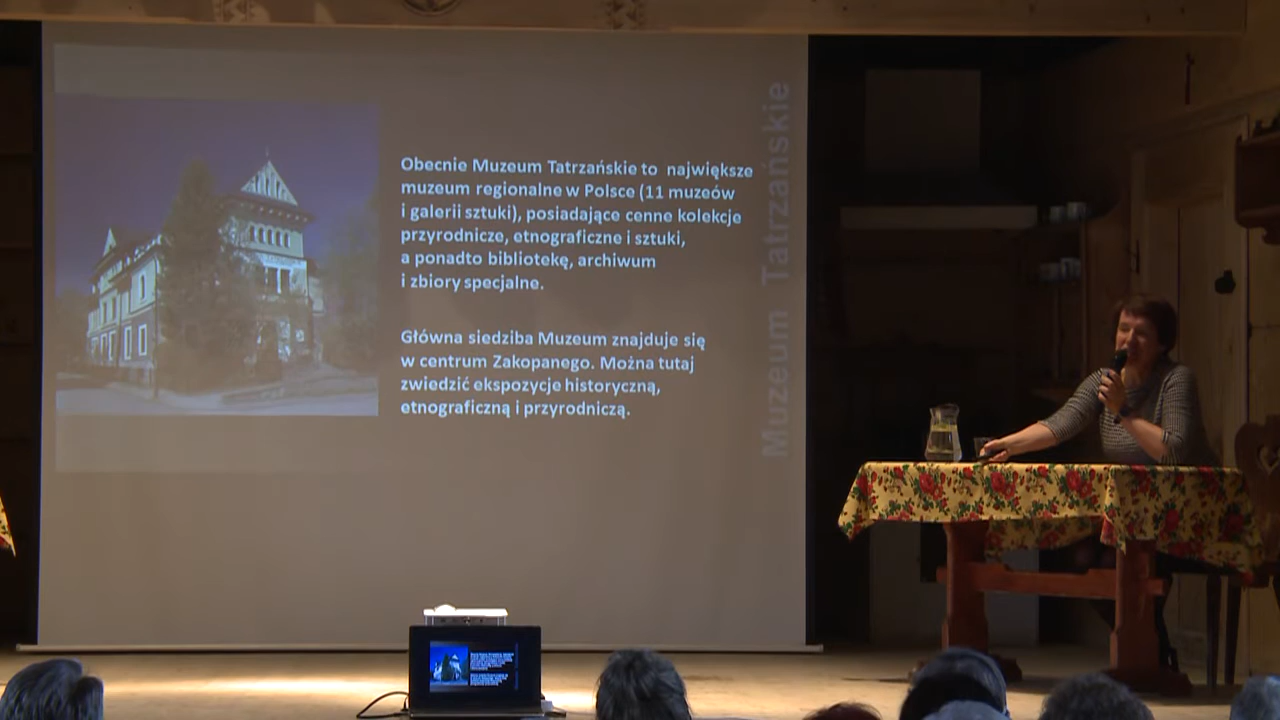 Obecnie Muzeum Tatrzańskie to największe
muzeum regionalne w Polsce (11 muzeów
i galerii sztuki), posiadające cenne kolekcje
przyrodnicze, etnograficzne i sztuki,
a ponadto bibliotekę, archiwum
i zbiory specjalne.
Główna siedziba Muzeum znajduje się
w centrum Zakopanego. Można tutaj
zwiedzić ekspozycje historyczną,
etnograficzną i przyrodniczą.
Muzeum Tatrzańskie